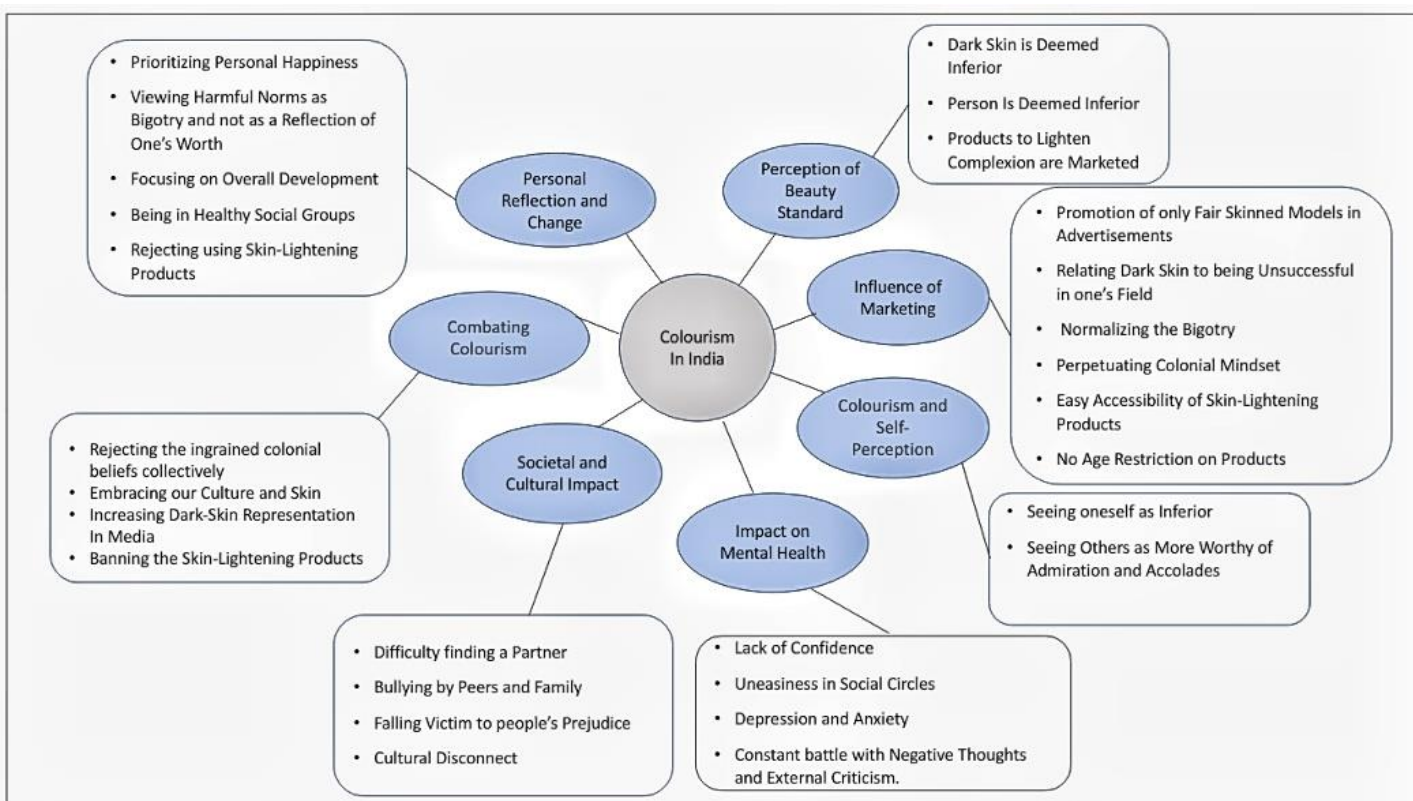 Colourism
In India
Perception of
Beauty
Standard
• Dark Skin is Deemed
Inferior
• Person Is Deemed Inferior
• Products to Lighten
Complexion are Marketed
Influence of
Marketing
• Promotion of only Fair Skinned Models in
Advertisements
• Relating Dark Skin to being Unsuccessful
in one's Field
• Normalizing the Bigotry
• Perpetuating Colonial Mindset
• Easy Accessibility of Skin-Lightening
Products
• No Age Restriction on Products
Colourism and
Self-
Perception
• Seeing oneself as Inferior
• Seeing Others as More Worthy of
Admiration and Accolades
Impact on
Mental Health
• Lack of Confidence
• Uneasiness in Social Circles
• Depression and Anxiety
• Constant battle with Negative Thoughts
and External Criticism.
Societal and
Cultural Impact
• Difficulty finding a Partner
• Bullying by Peers and Family
• Falling Victim to people's Prejudice
• Cultural Disconnect
Combating
Colourism
• Rejecting the ingrained colonial
beliefs collectively
• Embracing our Culture and Skin
• Increasing Dark-Skin Representation
In Media
• Banning the Skin-Lightening Products
Personal
Reflection and
Change
• Prioritizing Personal Happiness
• Viewing Harmful Norms as
Bigotry and not as a Reflection of
One's Worth
• Focusing on Overall Development
• Being in Healthy Social Groups
• Rejecting using Skin-Lightening
Products